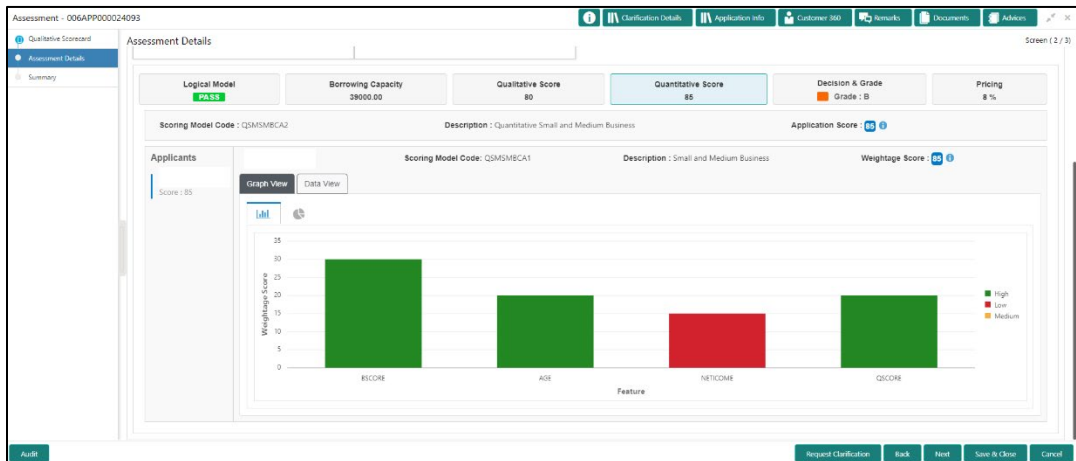 Assessment - 006APP000024093
Clarification Details
Application Info
Customer 360
Remarks
Documents
Advices
Qualitative Scorecard
Assessment Details
Summary
Assessment Details
Screen ( 2 / 3)
Logical Model
PASS
Borrowing Capacity
39000.00
Qualitative Score
80
Quantitative Score
85
Decision & Grade
Grade : B
Pricing
8 %
Scoring Model Code : QSMSMBCA2
Description : Quantitative Small and Medium Business
Application Score : 85
Applicants
Score : 85
Scoring Model Code: QSMSMBCA1
Description : Small and Medium Business
Weightage Score : 85
Graph View
Data View
Weightage Score
35
30
25
20
15
10
5
0
BSCORE
AGE
NETICOME
QSCORE
Feature
High
Low
Medium
Audit
Request Clarification
Back
Next
Save & Close
Cancel